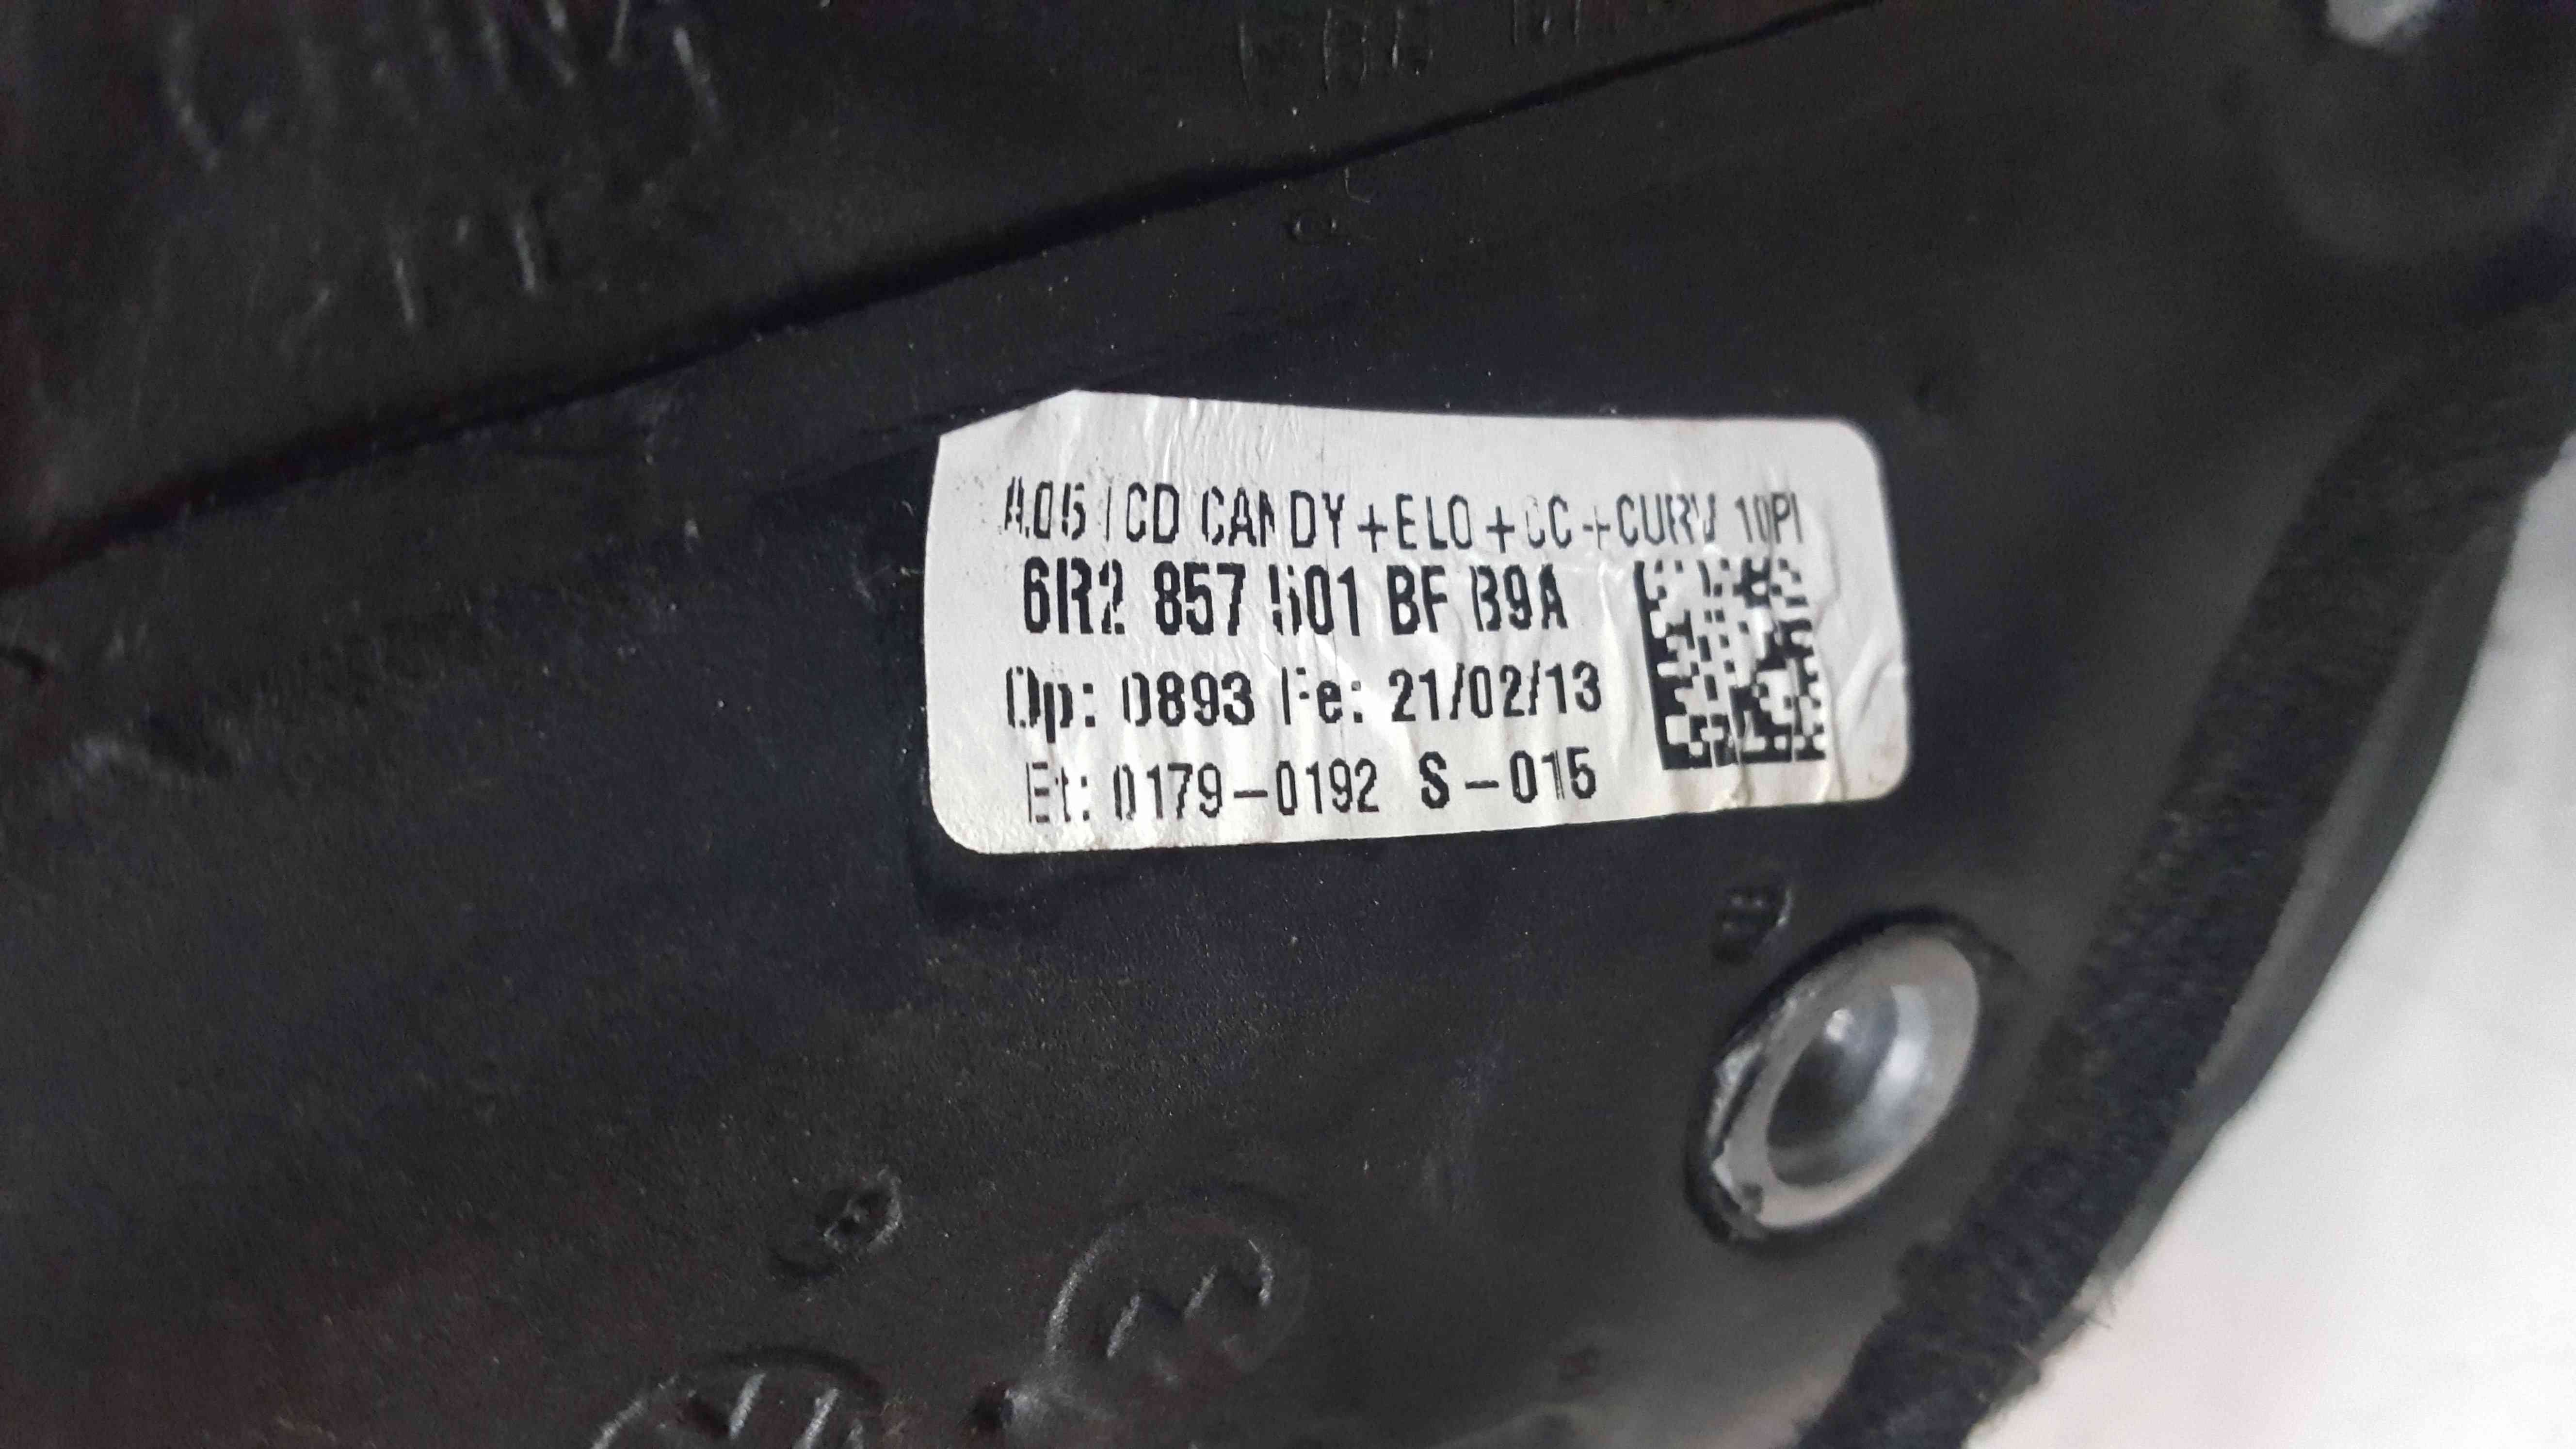 A05 ICD CANDY+ELO+CC+CURV 10PI
6R2 857 501 BF B9A
Op: 0893 Fe: 21/02/13
Et: 0179-0192 S-015